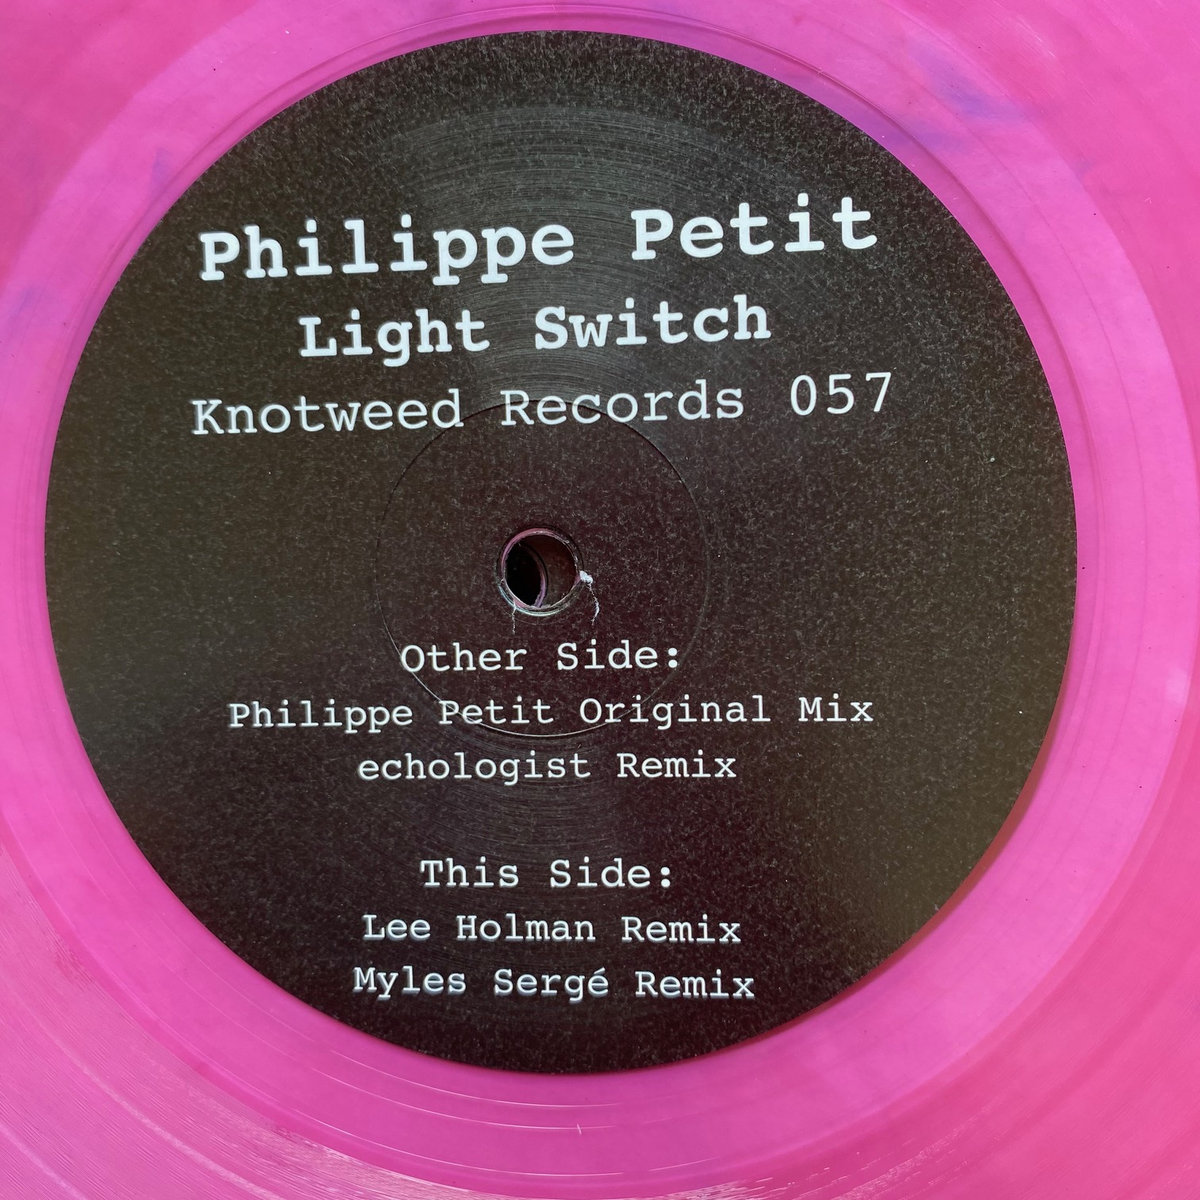 Philippe Petit
Light Switch
Knotweed Records 057
Other Side:
Philippe Petit Original Mix
echologist Remix
This Side:
Lee Holman Remix
Myles Sergé Remix